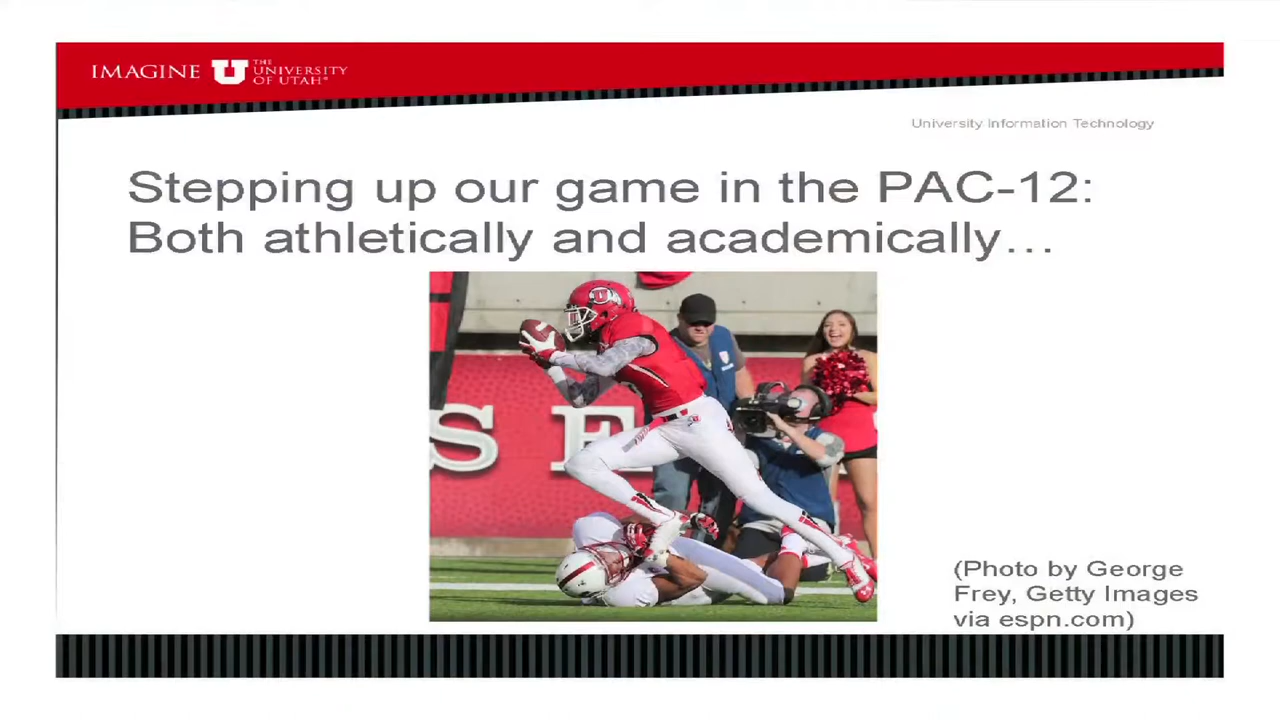 IMAGINE U THE UNIVERSITY OF UTAH®
University Information Technology
Stepping up our game in the PAC-12:
Both athletically and academically…
S E
(Photo by George
Frey, Getty Images
via espn.com)